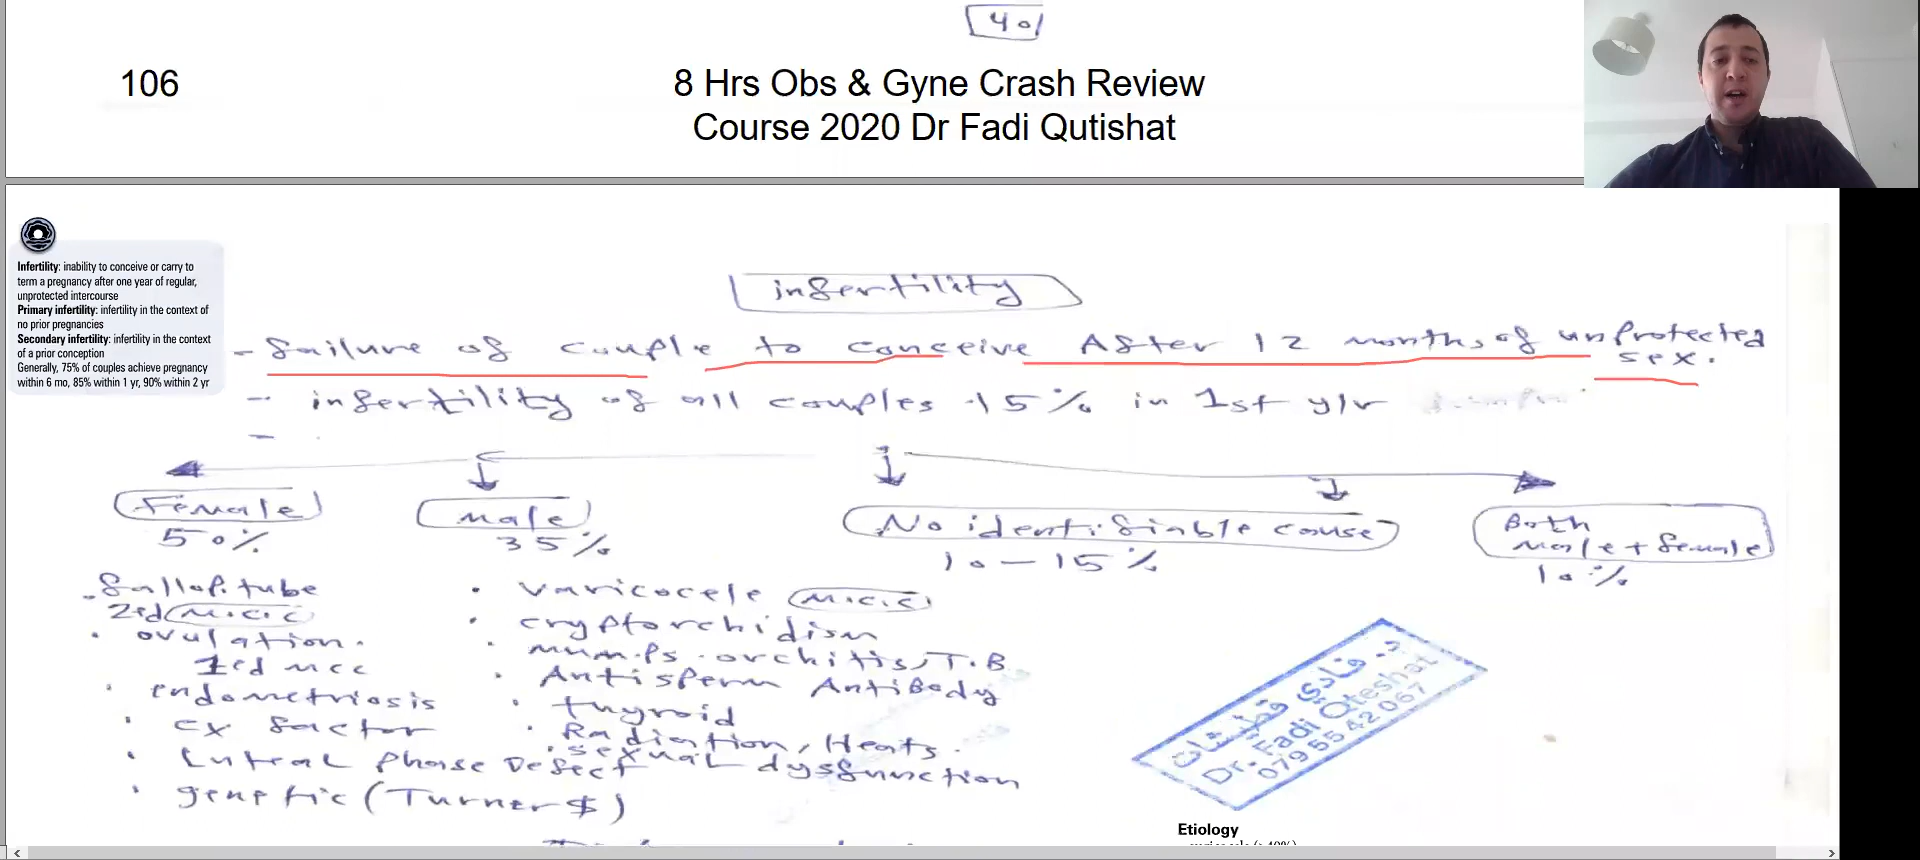 40
106
8 Hrs Obs & Gyne Crash Review
Course 2020 Dr Fadi Qutishat
Infertility: inability to conceive or carry to
term a pregnancy after one year of regular,
unprotected intercourse
Primary infertility: infertility in the context of
no prior pregnancies
Secondary infertility: infertility in the context
of a prior conception
Generally, 75% of couples achieve pregnancy
within 6 mo, 85% within 1 yr, 90% within 2 yr
infertility
- failure of couple to conceive After 12 months of unprotected
sex.
- infertility of all couples 15% in 1st y/r
Female
50%
male
35%
No identifiable cause
10-15%
Both
male + female
10%
- fallop. tube
2ed m.c.c
. ovulation.
1ed mcc
. endometriosis
. cx factor
. Luteal phase Defect
. genetic (Turner $)
. varicocele m.c.c
. cryptorchidism
. mumps. orchitis, T.B
. Antisperm AntiBody
. thyroid
. Radiation, Heats.
. sexual dysfunction
د. فادي قطيشات
Dr. Fadi Qteshat
079 55 42 067
Etiology